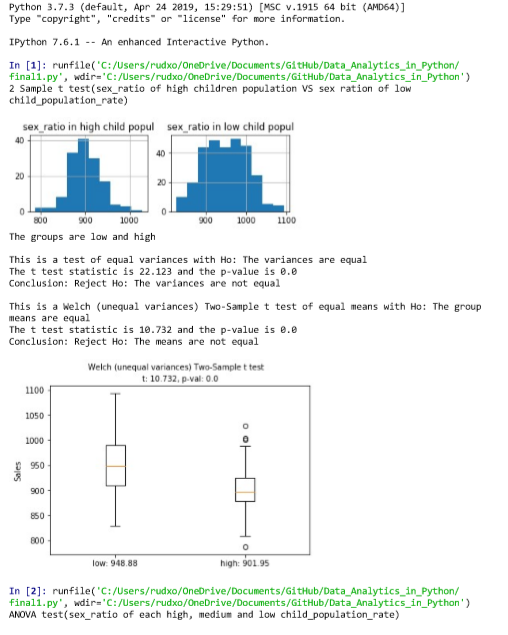 Python 3.7.3 (default, Apr 24 2019, 15:29:51) [MSC v.1915 64 bit (AMD64)]
Type "copyright", "credits" or "license" for more information.
IPython 7.6.1 -- An enhanced Interactive Python.
In [1]: runfile('C:/Users/rudxo/OneDrive/Documents/GitHub/Data_Analytics_in_Python/
final1.py', wdir='C:/Users/rudxo/OneDrive/Documents/GitHub/Data_Analytics_in_Python')
2 Sample t test(sex_ratio of high children population VS sex ration of low
child_population_rate)
sex_ratio in high child popul sex_ratio in low child popul
40
20
0
800 900 1000
40
20
0
900 1000 1100
The groups are low and high
This is a test of equal variances with Ho: The variances are equal
The t test statistic is 22.123 and the p-value is 0.0
Conclusion: Reject Ho: The variances are not equal
This is a Welch (unequal variances) Two-Sample t test of equal means with Ho: The group
means are equal
The t test statistic is 10.732 and the p-value is 0.0
Conclusion: Reject Ho: The means are not equal
Welch (unequal variances) Two-Sample t test
t: 10.732, p-val: 0.0
1100
1050
1000
950
900
850
800
Sales
low: 948.88 high: 901.95
In [2]: runfile('C:/Users/rudxo/OneDrive/Documents/GitHub/Data_Analytics_in_Python/
final1.py', wdir='C:/Users/rudxo/OneDrive/Documents/GitHub/Data_Analytics_in_Python')
ANOVA test(sex_ratio of each high, medium and low child_population_rate)